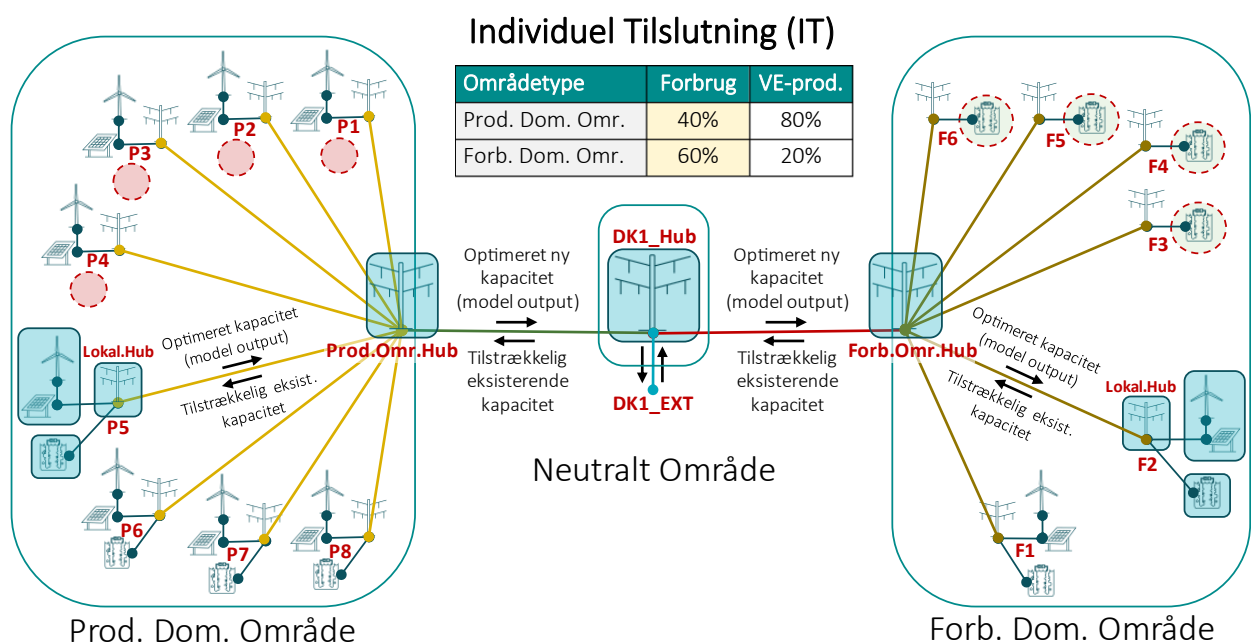 Individuel Tilslutning (IT)
Områdetype Forbrug VE-prod.
Prod. Dom. Omr. 40% 80%
Forb. Dom. Omr. 60% 20%
P1
P2
P3
P4
Lokal.Hub
P5
P6
P7
P8
Optimeret kapacitet
(model output)
Tilstrækkelig eksist.
kapacitet
Prod.Omr.Hub
Prod. Dom. Område
Optimeret ny
kapacitet
(model output)
Tilstrækkelig
eksisterende
kapacitet
DK1_Hub
DK1_EXT
Neutralt Område
Optimeret ny
kapacitet
(model output)
Tilstrækkelig
eksisterende
kapacitet
Forb.Omr.Hub
F6
F5
F4
F3
Optimeret kapacitet
(model output)
Tilstrækkelig eksist.
kapacitet
Lokal.Hub
F2
F1
Forb. Dom. Område